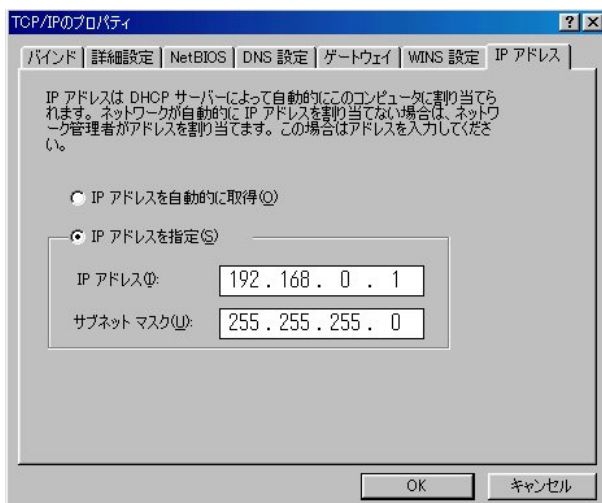 TCP/IPのプロパティ
? ×
バインド 詳細設定 NetBIOS DNS 設定 ゲートウェイ WINS 設定 IP アドレス
IP アドレスは DHCP サーバーによって自動的にこのコンピュータに割り当てら
れます。ネットワークが自動的に IP アドレスを割り当てない場合は、ネットワ
ーク管理者がアドレスを割り当てます。この場合はアドレスを入力してくださ
い。
IP アドレスを自動的に取得(O)
IP アドレスを指定(S)
IP アドレス(I): 192.168. 0 . 1
サブネット マスク(U): 255.255.255. 0
OK キャンセル